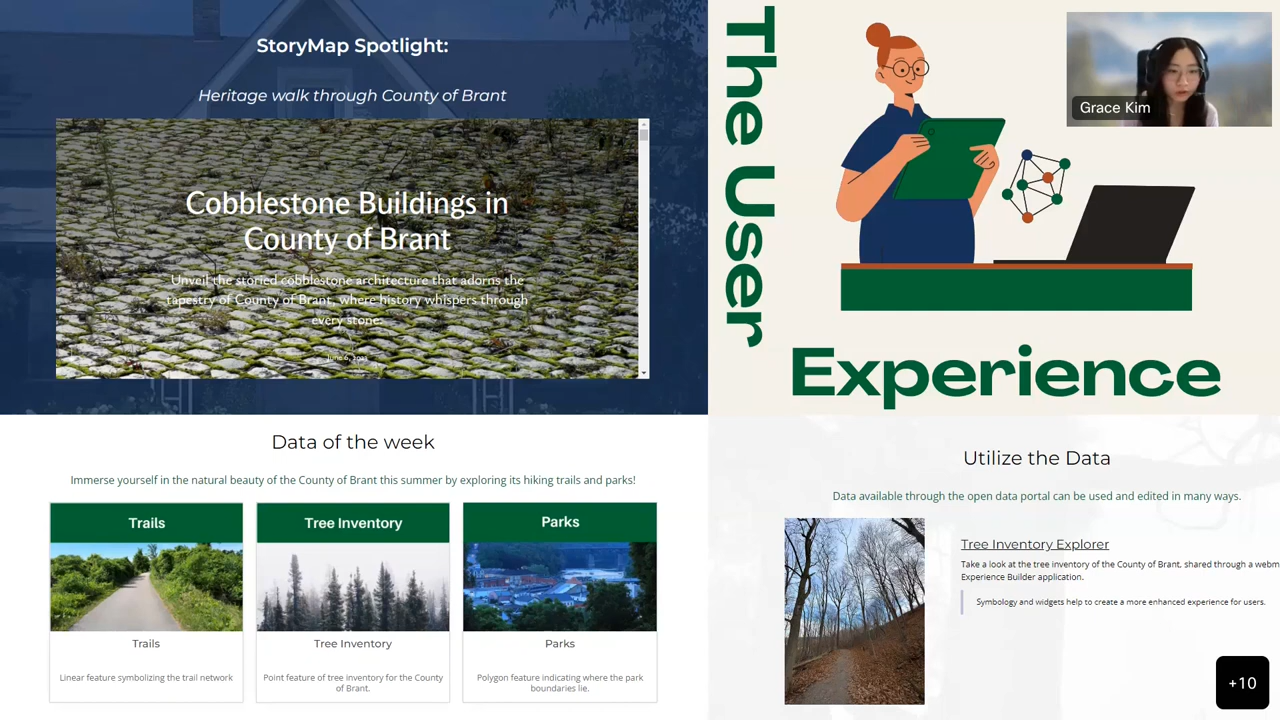 StoryMap Spotlight:
Heritage walk through County of Brant
Cobblestone Buildings in
County of Brant
Unveil the storied cobblestone architecture that adorns the
tapestry of County of Brant, where history whispers through
every stone.
June 6, 2023
The User
Experience
Grace Kim
Data of the week
Immerse yourself in the natural beauty of the County of Brant this summer by exploring its hiking trails and parks!
Trails
Trails
Linear feature symbolizing the trail network
Tree Inventory
Tree Inventory
Point feature of tree inventory for the County
of Brant.
Parks
Parks
Polygon feature indicating where the park
boundaries lie.
Utilize the Data
Data available through the open data portal can be used and edited in many ways.
Tree Inventory Explorer
Take a look at the tree inventory of the County of Brant, shared through a webm
Experience Builder application.
Symbology and widgets help to create a more enhanced experience for users.
+10